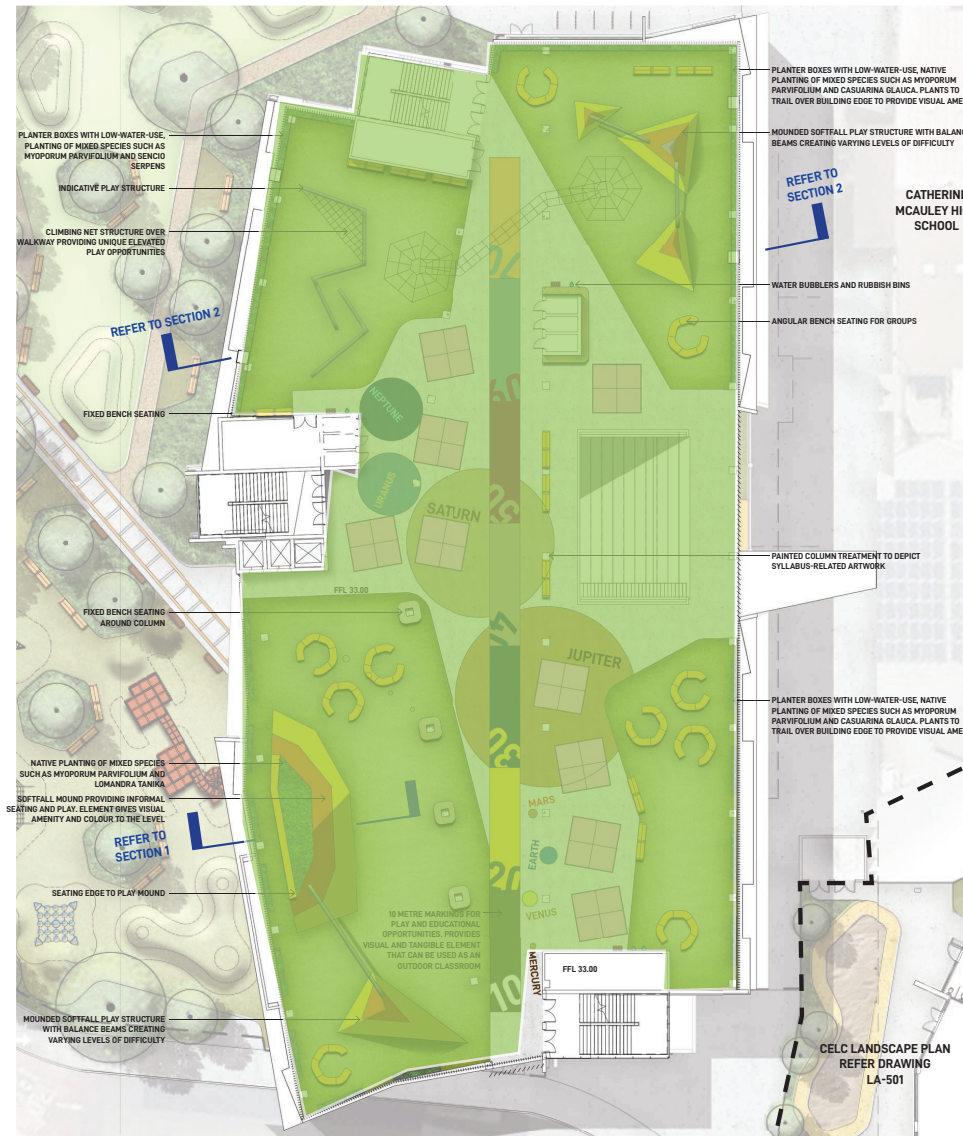 PLANTER BOXES WITH LOW-WATER-USE, NATIVE
PLANTING OF MIXED SPECIES SUCH AS MYOPORUM
PARVIFOLIUM AND CASUARINA GLAUCA. PLANTS TO
TRAIL OVER BUILDING EDGE TO PROVIDE VISUAL AME
MOUNDED SOFTFALL PLAY STRUCTURE WITH BALANC
BEAMS CREATING VARYING LEVELS OF DIFFICULTY
PLANTER BOXES WITH LOW-WATER-USE,
PLANTING OF MIXED SPECIES SUCH AS
MYOPORUM PARVIFOLIUM AND SENCIO
SERPENS
INDICATIVE PLAY STRUCTURE
CLIMBING NET STRUCTURE OVER
WALKWAY PROVIDING UNIQUE ELEVATED
PLAY OPPORTUNITIES
REFER TO
SECTION 2
CATHERINE
MCAULEY HI
SCHOOL
70
WATER BUBBLERS AND RUBBISH BINS
ANGULAR BENCH SEATING FOR GROUPS
REFER TO SECTION 2
60
NEPTUNE
FIXED BENCH SEATING
URANUS
SATURN
50
PAINTED COLUMN TREATMENT TO DEPICT
SYLLABUS-RELATED ARTWORK
FFL 33.00
FIXED BENCH SEATING
AROUND COLUMN
40
JUPITER
PLANTER BOXES WITH LOW-WATER-USE, NATIVE
PLANTING OF MIXED SPECIES SUCH AS MYOPORUM
PARVIFOLIUM AND CASUARINA GLAUCA. PLANTS TO
TRAIL OVER BUILDING EDGE TO PROVIDE VISUAL AME
30
NATIVE PLANTING OF MIXED SPECIES
SUCH AS MYOPORUM PARVIFOLIUM AND
LOMANDRA TANIKA
SOFTFALL MOUND PROVIDING INFORMAL
SEATING AND PLAY. ELEMENT GIVES VISUAL
AMENITY AND COLOUR TO THE LEVEL
MARS
REFER TO
SECTION 1
EARTH
20
SEATING EDGE TO PLAY MOUND
VENUS
10 METRE MARKINGS FOR
PLAY AND EDUCATIONAL
OPPORTUNITIES. PROVIDES
VISUAL AND TANGIBLE ELEMENT
THAT CAN BE USED AS AN
OUTDOOR CLASSROOM
MERCURY
FFL 33.00
10
MOUNDED SOFTFALL PLAY STRUCTURE
WITH BALANCE BEAMS CREATING
VARYING LEVELS OF DIFFICULTY
CELC LANDSCAPE PLAN
REFER DRAWING
LA-501